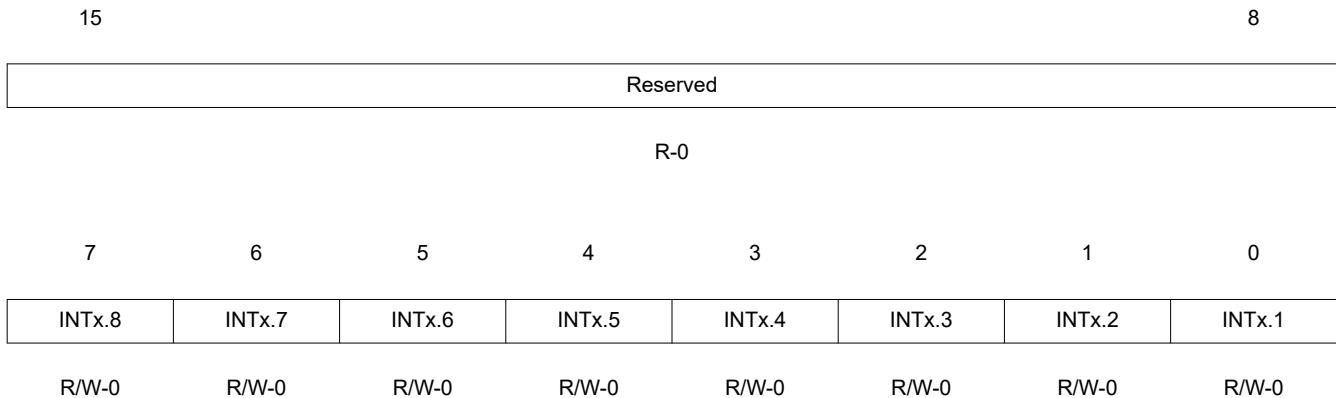 15 8
Reserved
R-0
7 6 5 4 3 2 1 0
INTx.8 INTx.7 INTx.6 INTx.5 INTx.4 INTx.3 INTx.2 INTx.1
R/W-0 R/W-0 R/W-0 R/W-0 R/W-0 R/W-0 R/W-0 R/W-0